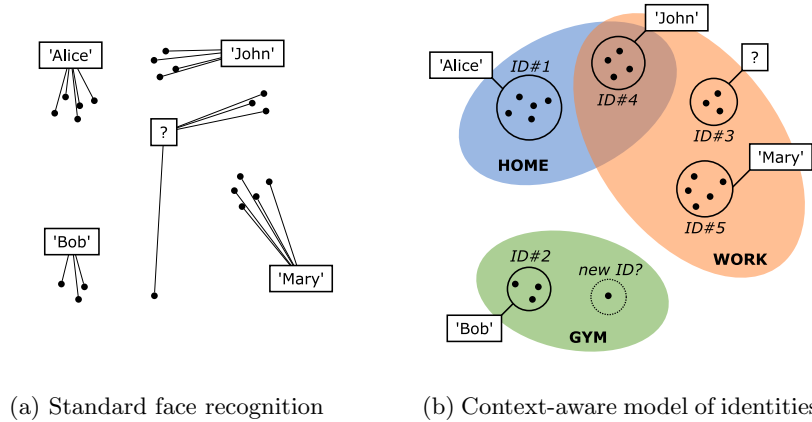 'Alice'
'John'
?
'Bob'
'Mary'
(a) Standard face recognition
'John'
'Alice'
ID#1
?
ID#4
ID#3
HOME
'Mary'
ID#5
ID#2
new ID?
WORK
'Bob'
GYM
(b) Context-aware model of identities